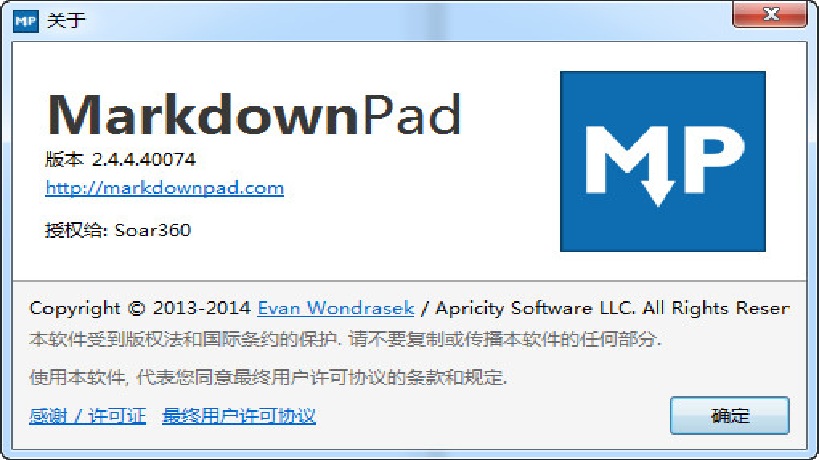 MP 关于
MarkdownPad
MP
版本 2.4.4.40074
http://markdownpad.com
授权给: Soar360
Copyright © 2013-2014 Evan Wondrasek / Apricity Software LLC. All Rights Reser
本软件受到版权法和国际条约的保护. 请不要复制或传播本软件的任何部分.
使用本软件, 代表您同意最终用户许可协议的条款和规定.
感谢 / 许可证 最终用户许可协议
确定